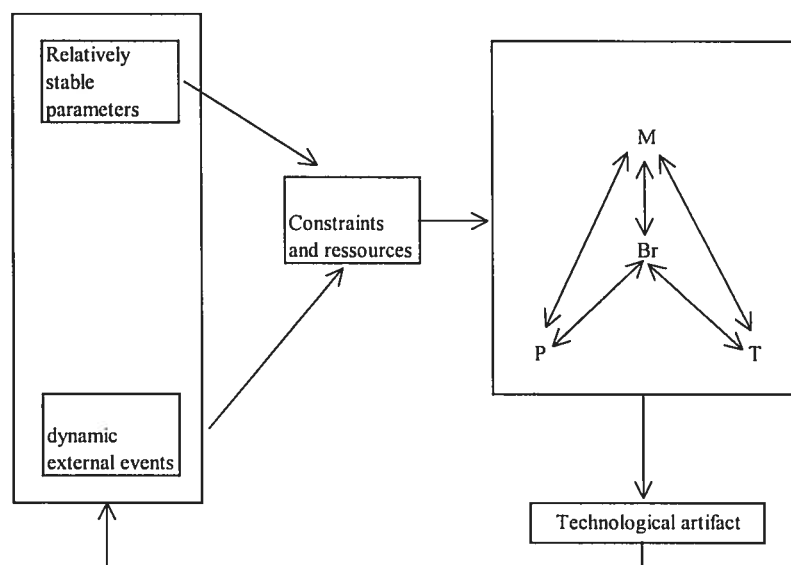 Relatively
stable
parameters
Constraints
and ressources
M
Br
P
T
dynamic
external events
Technological artifact